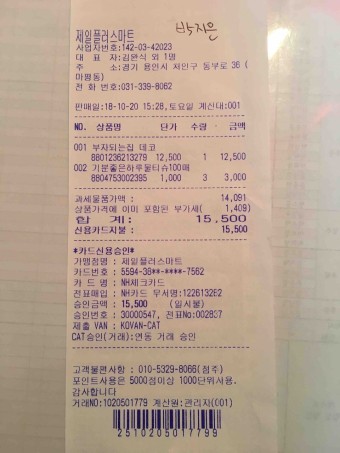 박지은
제일플러스마트
사업자번호:142-03-42023
대 표 자:김완식 외 1명
주 소:경기 용인시 처인구 동부로 36 (
마평동)
전 화 번호:031-339-8062
판매일:18-10-20 15:28,토요일 계산대:001
NO. 상품명 단가 수량 금액
001 부자되는집 데코
8801236213279 12,500 1 12,500
002 기분좋은하루물티슈100매
8804753002395 1,000 3 3,000
과세물품가액 : 14,091
상품가격에 이미 포함된 부가세( 1,409)
합 계: 15,500
신용카드지불: 15,500
*카드신용승인*
가맹점명 : 제일플러스마트
카드번호 : 5594-38**-****-7562
카 드 명 : NH체크카드
전표매입 : NH카드 무서명:122613262
승인금액 : 15,500 (일시불)
승인번호 : 30000547, 전표No:002837
제출 VAN : KOVAN-CAT
CAT승인(거래):연동 거래 승인
고객불편사항 : 010-5329-8066(점주)
포인트사용은 5000점이상 1000단위사용.
감사합니다
거래NO:1020501779 계산원:관리자(001)
2510205017799